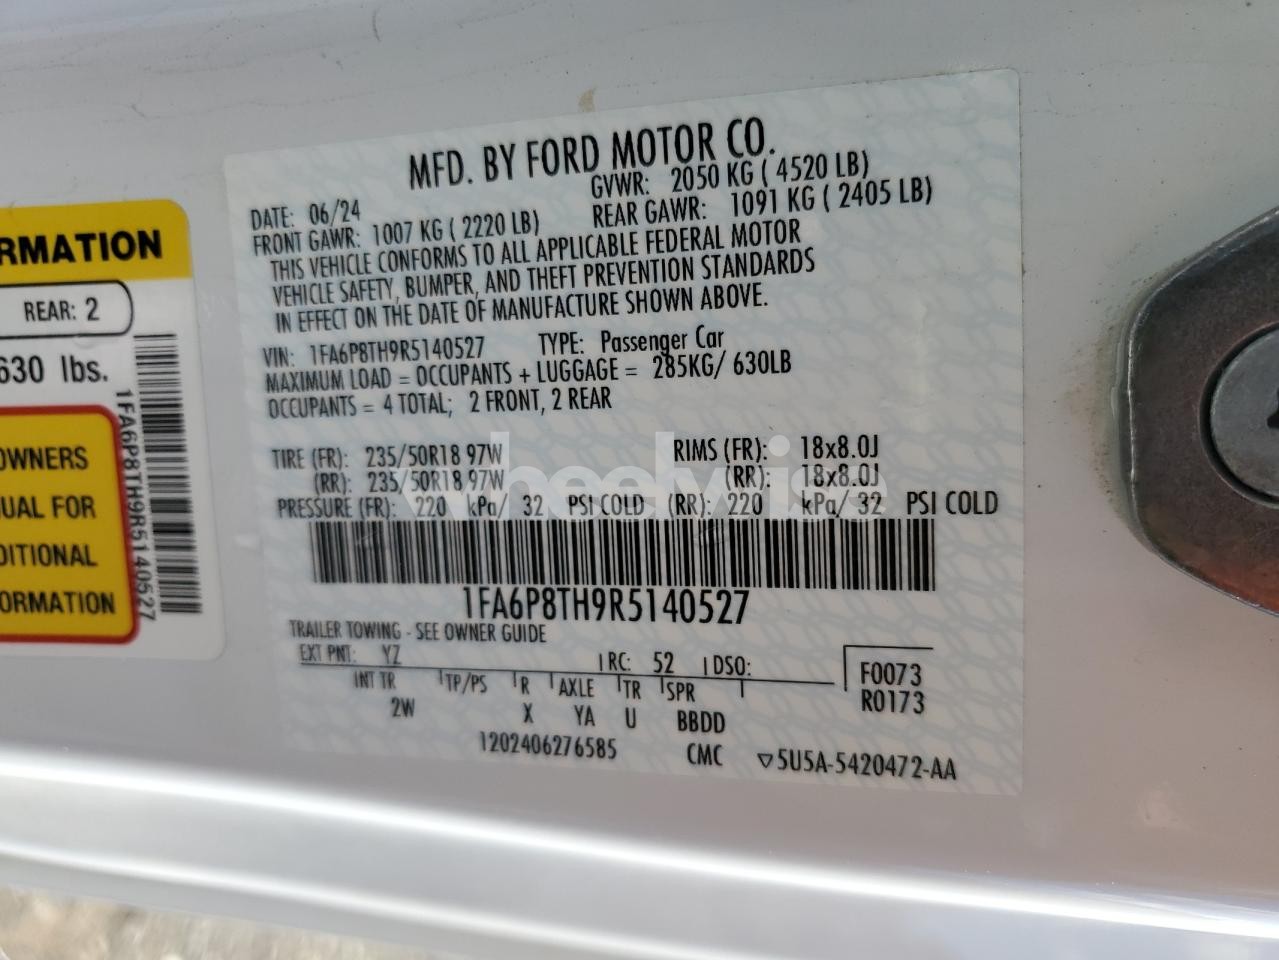 MFD. BY FORD MOTOR CO.
DATE: 06/24
GVWR: 2050 KG ( 4520 LB)
FRONT GAWR: 1007 KG ( 2220 LB)
REAR GAWR: 1091 KG ( 2405 LB)
THIS VEHICLE CONFORMS TO ALL APPLICABLE FEDERAL MOTOR
VEHICLE SAFETY, BUMPER, AND THEFT PREVENTION STANDARDS
IN EFFECT ON THE DATE OF MANUFACTURE SHOWN ABOVE.
VIN: 1FA6P8TH9R5140527 TYPE: Passenger Car
MAXIMUM LOAD = OCCUPANTS + LUGGAGE = 285KG/ 630LB
OCCUPANTS = 4 TOTAL; 2 FRONT, 2 REAR
TIRE (FR): 235/50R18 97W RIMS (FR): 18x8.0J
(RR): 235/50R18 97W (RR): 18x8.0J
PRESSURE (FR): 220 kPa/ 32 PSI COLD (RR): 220 kPa/ 32 PSI COLD
1FA6P8TH9R5140527
TRAILER TOWING - SEE OWNER GUIDE
EXT PNT: YZ RC: 52 DSO:
F0073
R0173
INT TR TP/PS R AXLE TR SPR
2W X YA U BBDD
1202406276585 CMC ▽5U5A-5420472-AA
RMATION
REAR: 2
630 lbs.
OWNERS
UAL FOR
DITIONAL
FORMATION
1FA6P8TH9R5140527
wheelwise